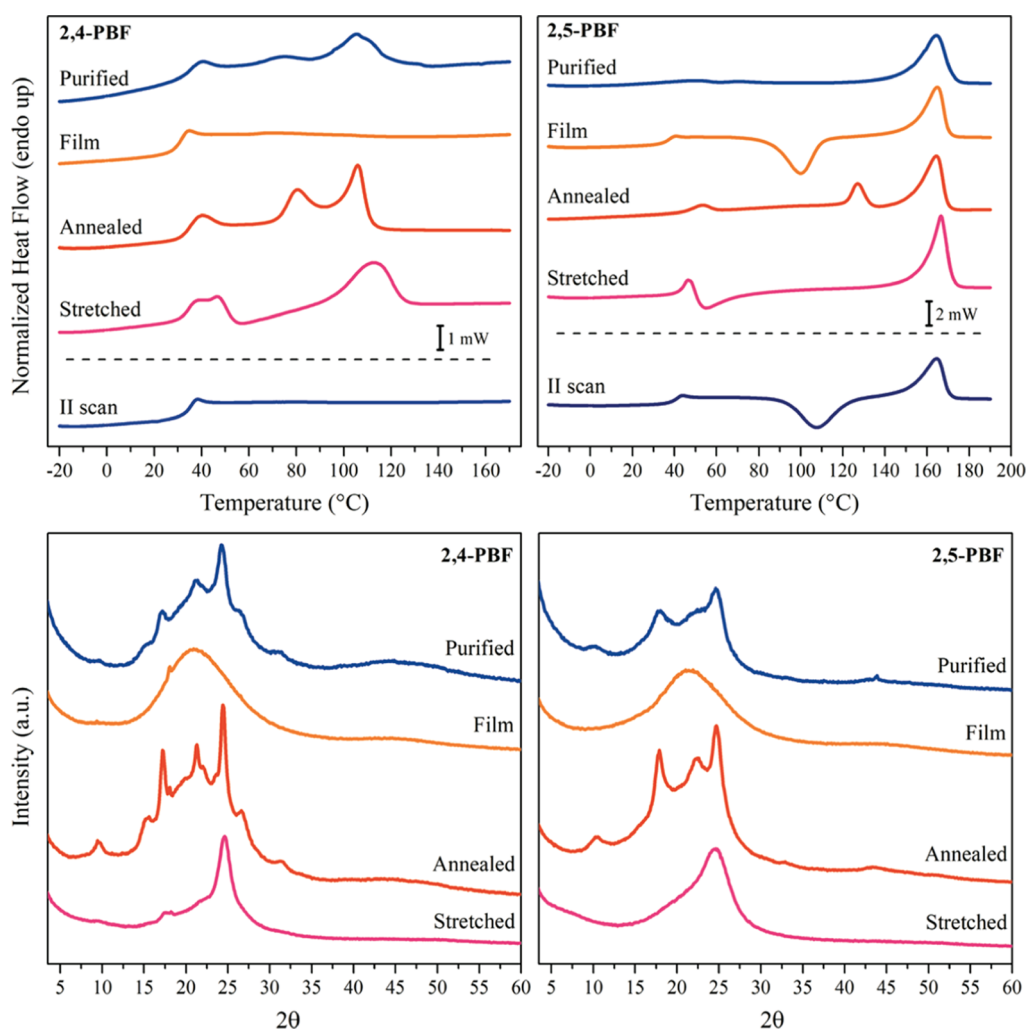 2,4-PBF
Purified
Film
Annealed
Stretched
1 mW
II scan
-20 0 20 40 60 80 100 120 140 160
Temperature (°C)
Normalized Heat Flow (endo up)
2,5-PBF
Purified
Film
Annealed
Stretched
2 mW
II scan
-20 0 20 40 60 80 100 120 140 160 180 200
Temperature (°C)
2,4-PBF
Purified
Film
Annealed
Stretched
5 10 15 20 25 30 35 40 45 50 55 60
2θ
Intensity (a.u.)
2,5-PBF
Purified
Film
Annealed
Stretched
5 10 15 20 25 30 35 40 45 50 55 60
2θ